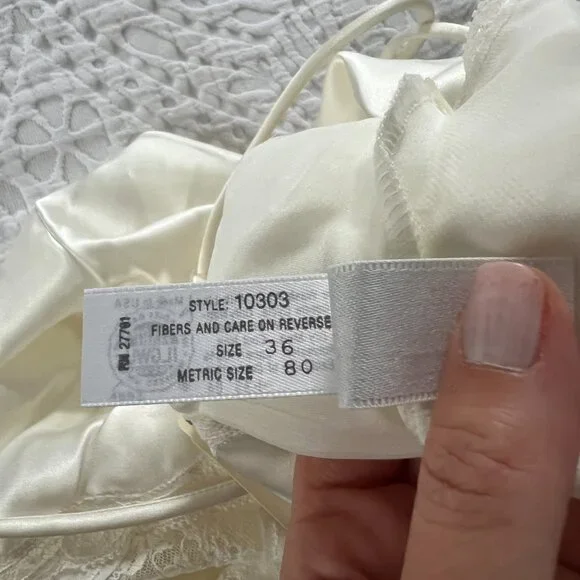 STYLE: 10303
FIBERS AND CARE ON REVERSE
SIZE 36
METRIC SIZE 80
RN 27701